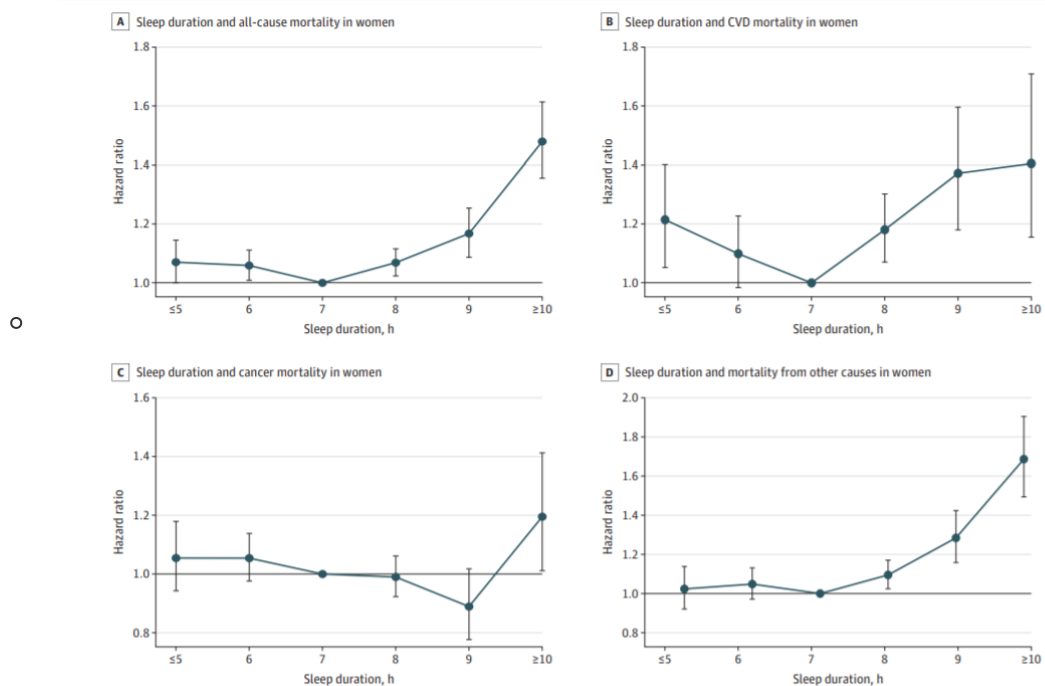 A Sleep duration and all-cause mortality in women
1.8
1.6
1.4
1.2
1.0
Hazard ratio
≤5 6 7 8 9 ≥10
Sleep duration, h
B Sleep duration and CVD mortality in women
1.8
1.6
1.4
1.2
1.0
Hazard ratio
≤5 6 7 8 9 ≥10
Sleep duration, h
C Sleep duration and cancer mortality in women
1.6
1.4
1.2
1.0
0.8
Hazard ratio
≤5 6 7 8 9 ≥10
Sleep duration, h
D Sleep duration and mortality from other causes in women
2.0
1.8
1.6
1.4
1.2
1.0
0.8
Hazard ratio
≤5 6 7 8 9 ≥10
Sleep duration, h